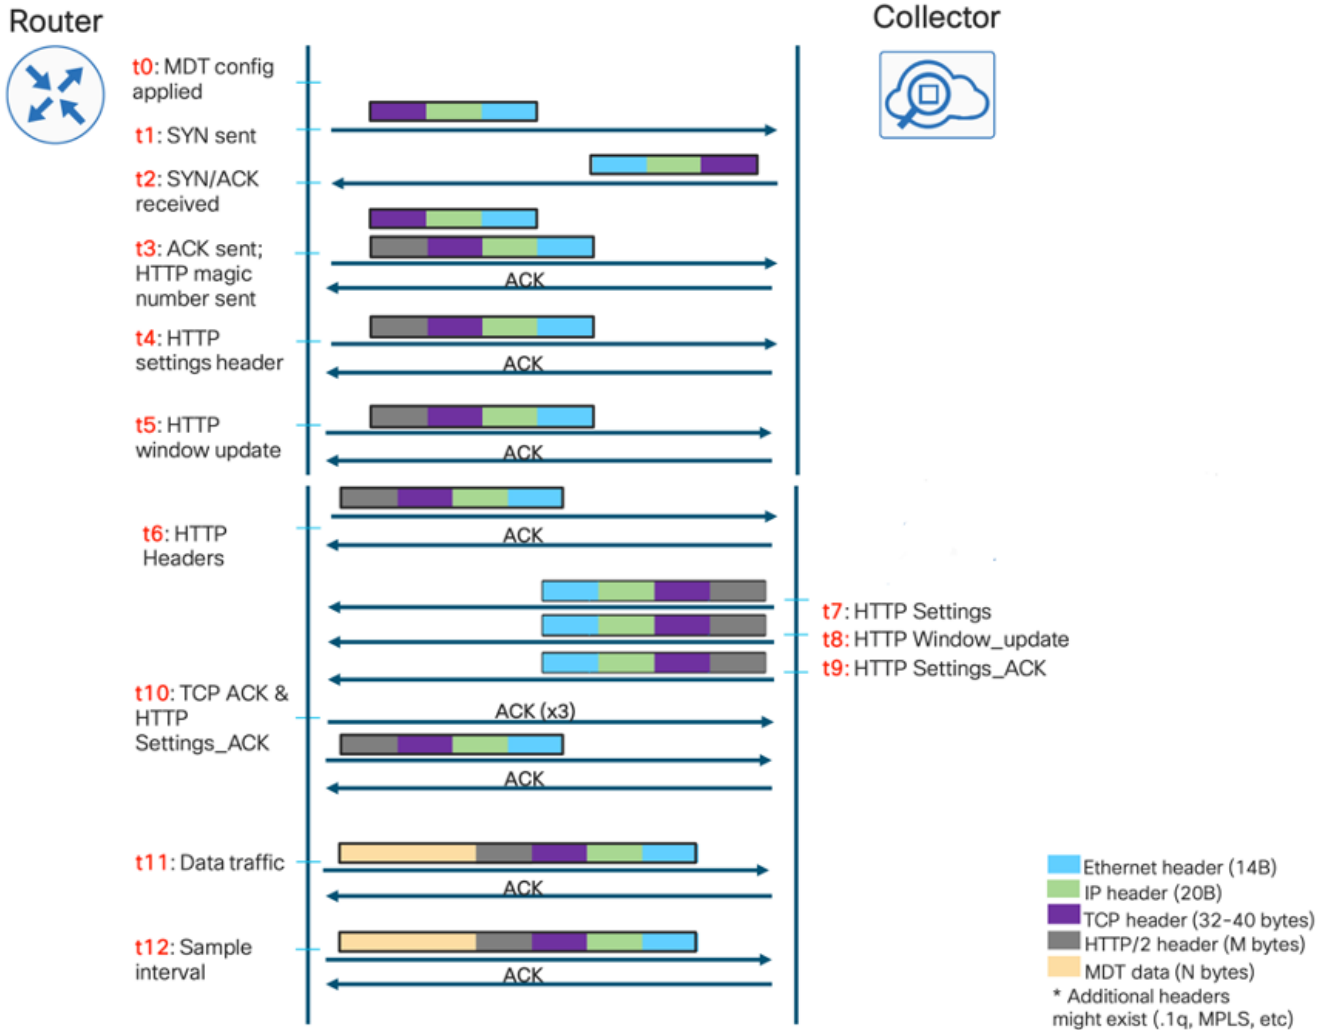 Router
Collector
t0: MDT config
applied
t1: SYN sent
t2: SYN/ACK
received
t3: ACK sent;
HTTP magic
number sent
ACK
t4: HTTP
settings header
ACK
t5: HTTP
window update
ACK
t6: HTTP
Headers
ACK
t7: HTTP Settings
t8: HTTP Window_update
t9: HTTP Settings_ACK
t10: TCP ACK &
HTTP
Settings_ACK
ACK (x3)
ACK
t11: Data traffic
ACK
t12: Sample
interval
ACK
Ethernet header (14B)
IP header (20B)
TCP header (32-40 bytes)
HTTP/2 header (M bytes)
MDT data (N bytes)
* Additional headers
might exist (.1q, MPLS, etc)